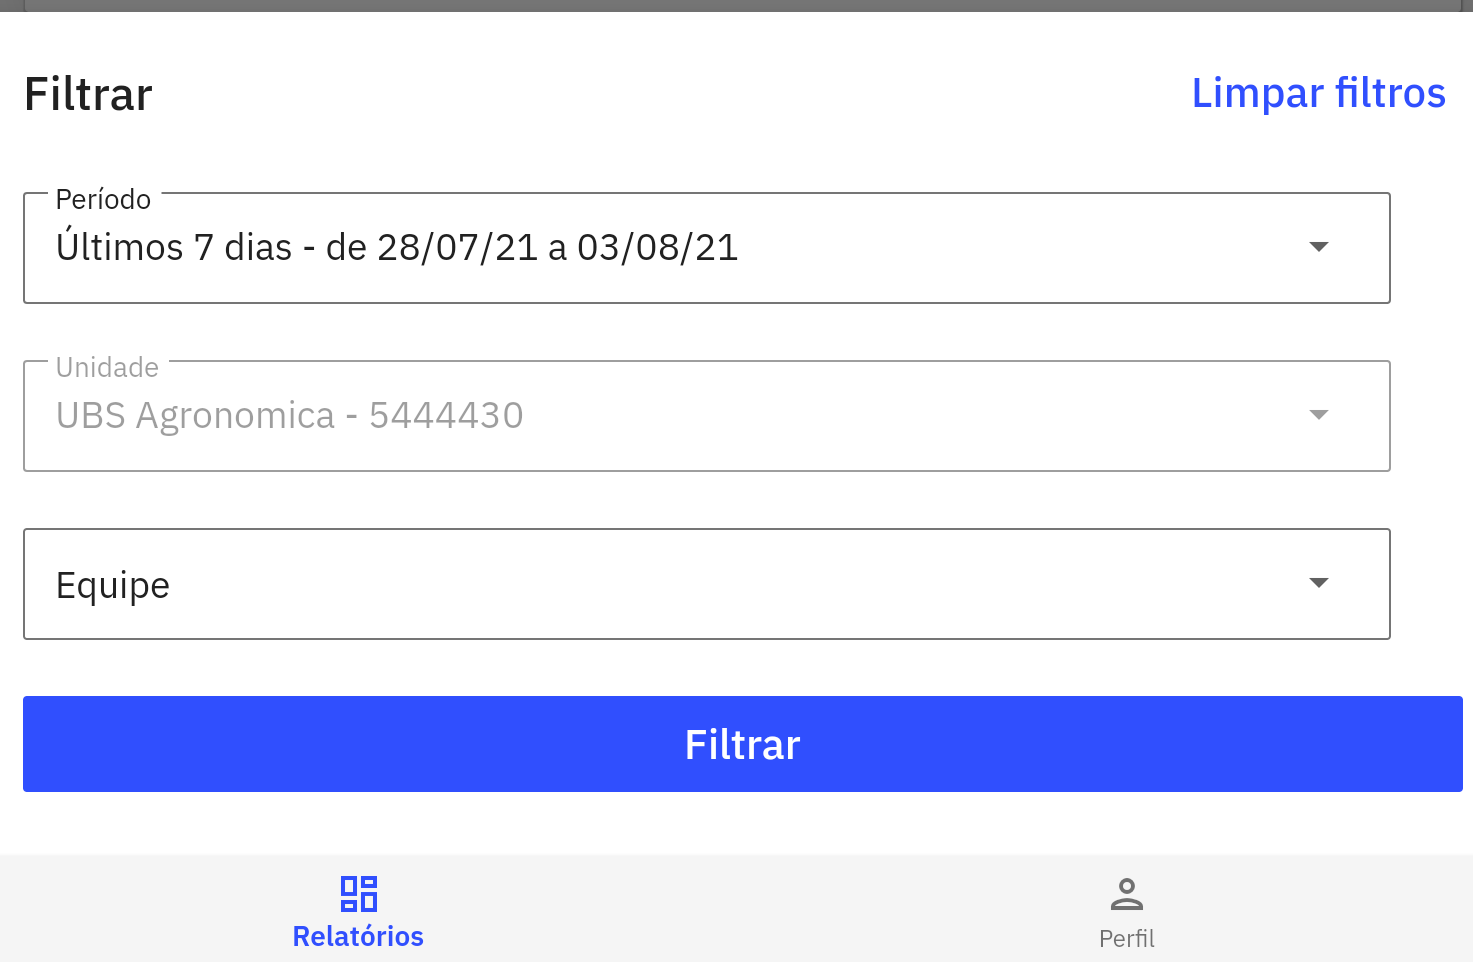 Filtrar
Limpar filtros
Período
Últimos 7 dias - de 28/07/21 a 03/08/21
Unidade
UBS Agronomica - 5444430
Equipe
Filtrar
Relatórios
Perfil